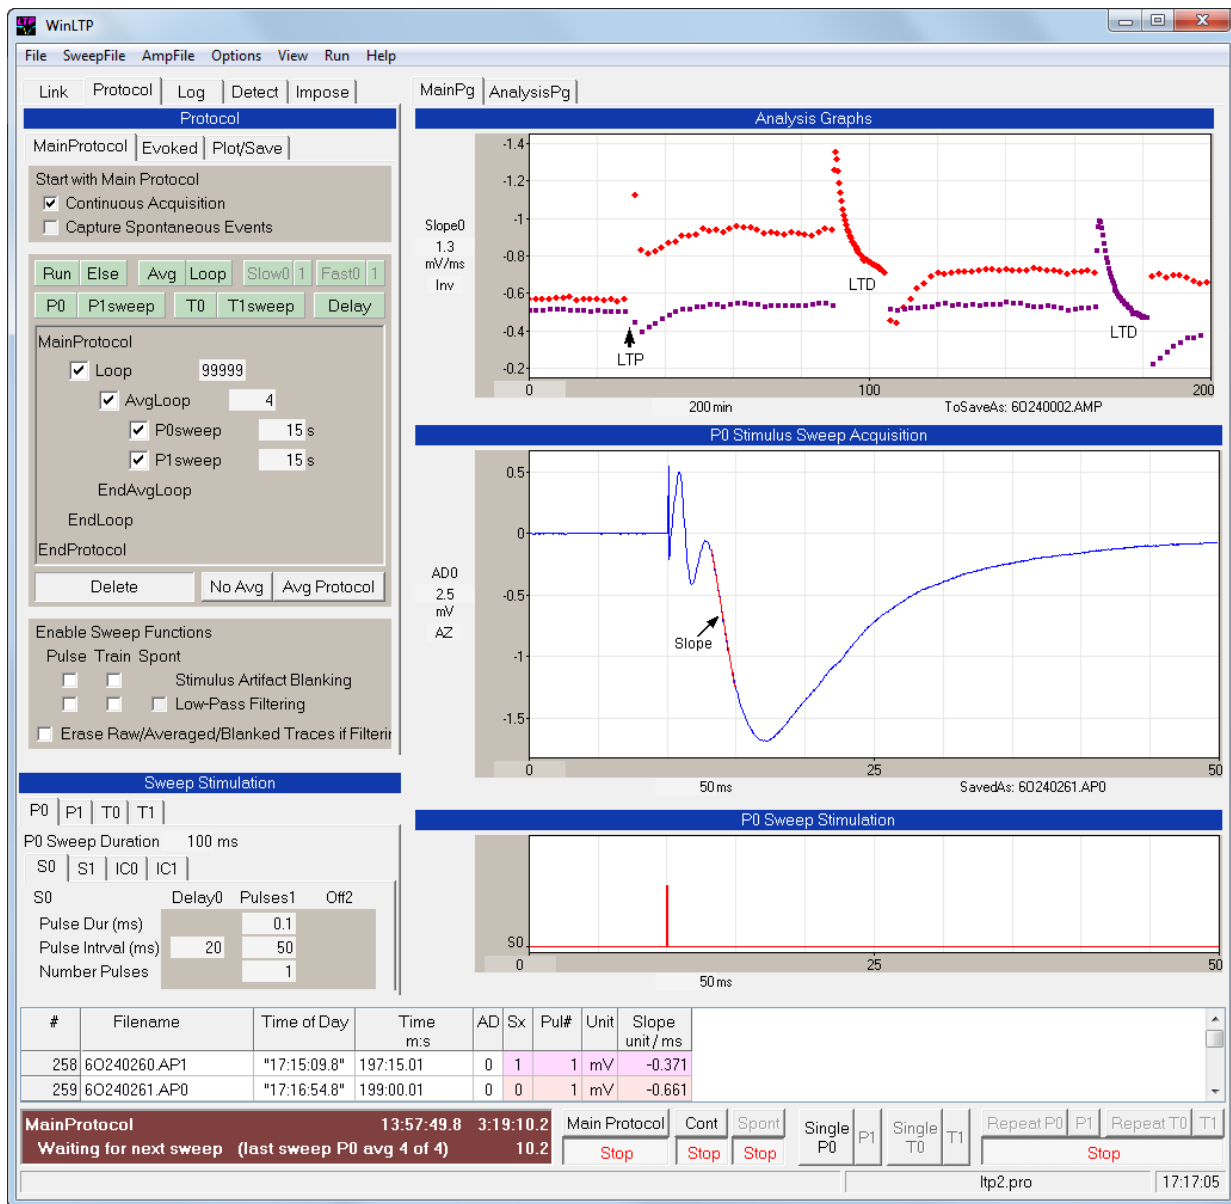 WinLTP
File SweepFile AmpFile Options View Run Help
Link Protocol Log Detect Impose
Protocol
MainProtocol Evoked Plot/Save
Start with Main Protocol
Continuous Acquisition
Capture Spontaneous Events
Run Else Avg Loop Slow0 1 Fast0 1
P0 P1sweep T0 T1sweep Delay
MainProtocol
Loop 99999
AvgLoop 4
P0sweep 15 s
P1sweep 15 s
EndAvgLoop
EndLoop
EndProtocol
Delete No Avg Avg Protocol
Enable Sweep Functions
Pulse Train Spont
Stimulus Artifact Blanking
Low-Pass Filtering
Erase Raw/Averaged/Blanked Traces if Filterin
Sweep Stimulation
P0 P1 T0 T1
P0 Sweep Duration 100 ms
S0 S1 IC0 IC1
S0 Delay0 Pulses1 Off2
Pulse Dur (ms) 0.1
Pulse Intrval (ms) 20 50
Number Pulses 1
MainPg AnalysisPg
Analysis Graphs
Slope0
1.3
mV/ms
Inv
-1.4
-1.2
-1
-0.8
-0.6
-0.4
-0.2
LTP
LTD
LTD
0 100 200
200 min ToSaveAs: 6O240002.AMP
P0 Stimulus Sweep Acquisition
AD0
2.5
mV
AZ
0.5
0
-0.5
-1
-1.5
Slope
0 25 50
50 ms SavedAs: 6O240261.AP0
P0 Sweep Stimulation
S0
0 25 50
50 ms
# Filename Time of Day Time m:s AD Sx Pul# Unit Slope unit / ms
258 6O240260.AP1 "17:15:09.8" 197:15.01 0 1 1 mV -0.371
259 6O240261.AP0 "17:16:54.8" 199:00.01 0 0 1 mV -0.661
MainProtocol 13:57:49.8 3:19:10.2
Waiting for next sweep (last sweep P0 avg 4 of 4) 10.2
Main Protocol Cont Spont
Stop Stop Stop
Single P0 P1 Single T0 T1
Repeat P0 P1 Repeat T0 T1
Stop
ltp2.pro 17:17:05